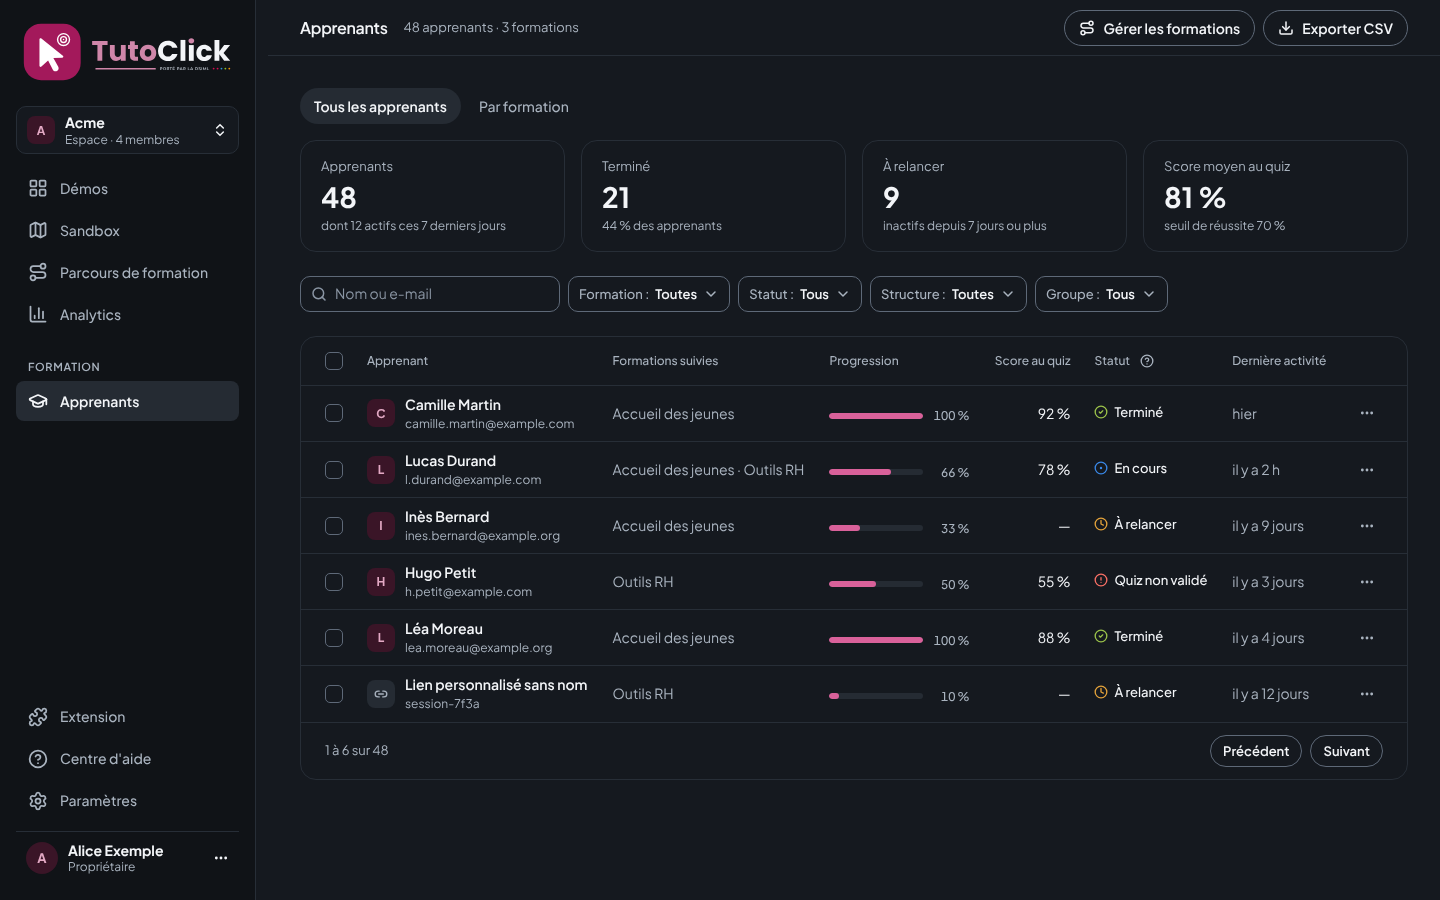 TutoClick
PORTÉ PAR LA DSINL
A
Acme
Espace · 4 membres
Démos
Sandbox
Parcours de formation
Analytics
FORMATION
Apprenants
Extension
Centre d'aide
Paramètres
A
Alice Exemple
Propriétaire
Apprenants 48 apprenants · 3 formations
Gérer les formations
Exporter CSV
Tous les apprenants
Par formation
Apprenants
48
dont 12 actifs ces 7 derniers jours
Terminé
21
44 % des apprenants
À relancer
9
inactifs depuis 7 jours ou plus
Score moyen au quiz
81 %
seuil de réussite 70 %
Nom ou e-mail
Formation : Toutes
Statut : Tous
Structure : Toutes
Groupe : Tous
Apprenant Formations suivies Progression Score au quiz Statut Dernière activité
C Camille Martin Accueil des jeunes 100 % 92 % Terminé hier
camille.martin@example.com
L Lucas Durand Accueil des jeunes · Outils RH 66 % 78 % En cours il y a 2 h
l.durand@example.com
I Inès Bernard Accueil des jeunes 33 % — À relancer il y a 9 jours
ines.bernard@example.org
H Hugo Petit Outils RH 50 % 55 % Quiz non validé il y a 3 jours
h.petit@example.com
L Léa Moreau Accueil des jeunes 100 % 88 % Terminé il y a 4 jours
lea.moreau@example.org
Lien personnalisé sans nom Outils RH 10 % — À relancer il y a 12 jours
session-7f3a
1 à 6 sur 48
Précédent
Suivant